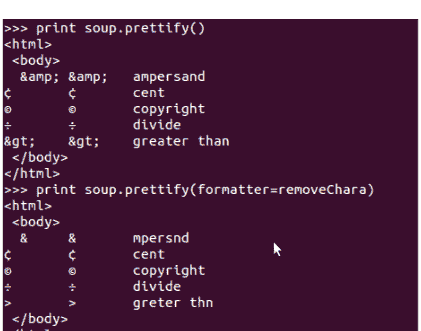 >>> print soup.prettify()
<html>
 <body>
  &amp; &amp;   ampersand
¢       ¢       cent
©       ©       copyright
÷       ÷       divide
&gt;    &gt;    greater than
 </body>
</html>
>>> print soup.prettify(formatter=removeChara)
<html>
 <body>
  &     &       mpersnd
¢       ¢       cent
©       ©       copyright
÷       ÷       divide
>       >       greter thn
 </body>